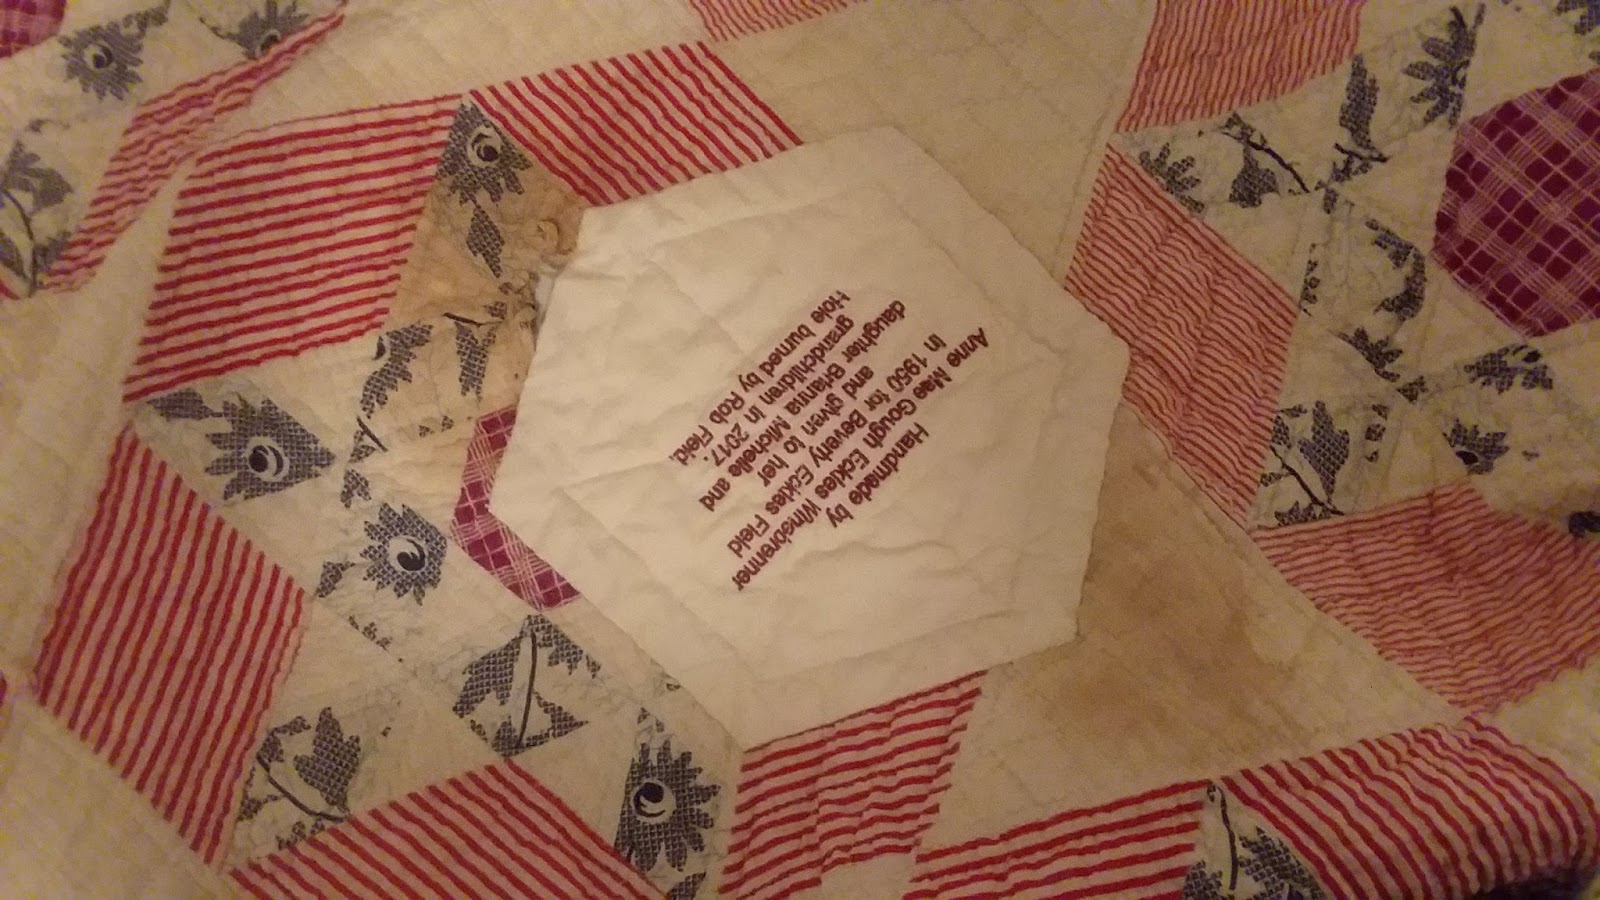 Handmade by
Anne Mae Gough Eckles Winebrenner
in 1950 for Beverly Eckles Field
and given to her
daughter Brianna Michelle and
grandchildren in 2017.
Hole burned by Rob Field.